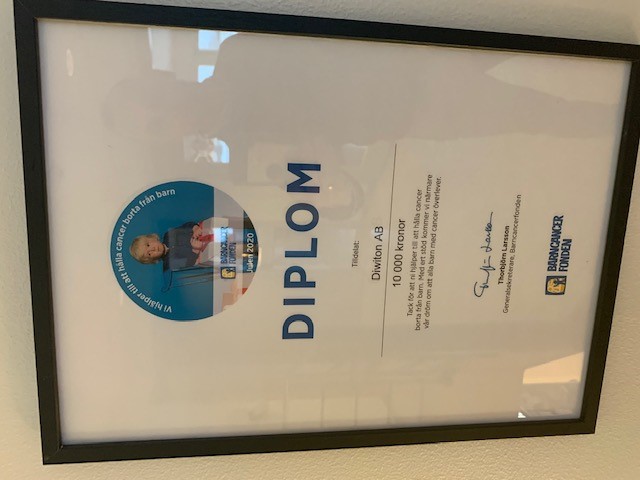 Vi hjälper till att hålla cancer borta från barn
BARNCANCER
FONDEN
Julen 2020
DIPLOM
Tilldelat:
Diwiton AB
10 000 kronor
Tack för att ni hjälper till att hålla cancer
borta från barn. Med ert stöd kommer vi närmare
vår dröm om att alla barn med cancer överlever.
Thorbjörn Larsson
Generalsekreterare, Barncancerfonden
BARNCANCER
FONDEN